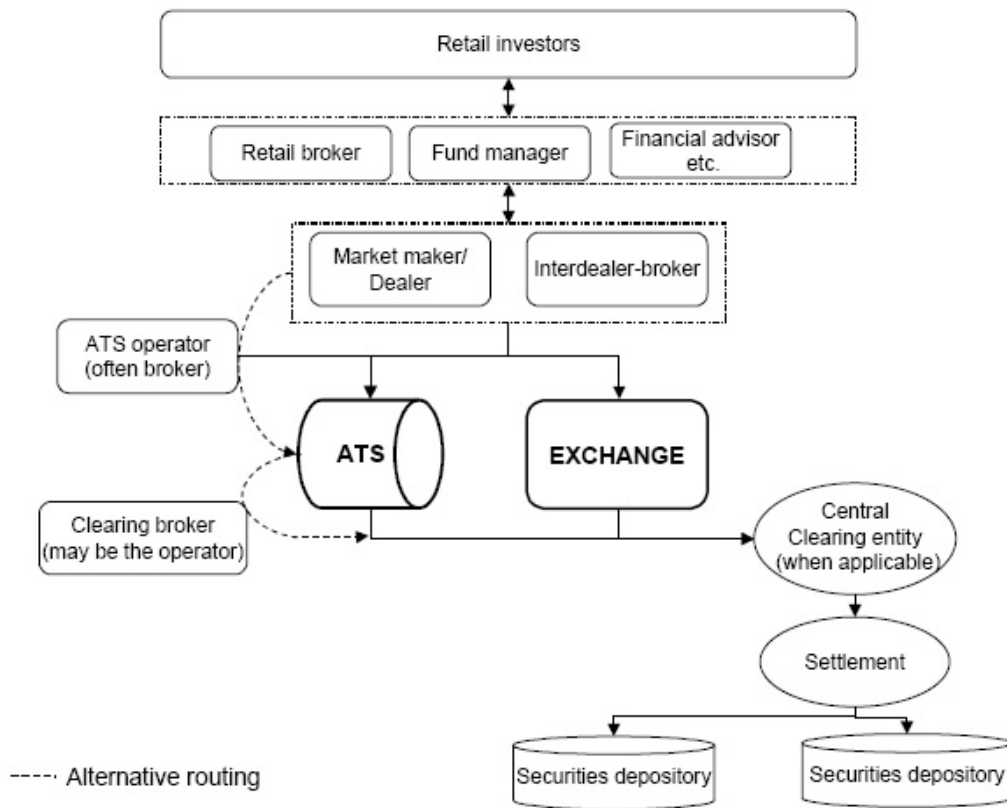 Retail investors
Retail broker
Fund manager
Financial advisor
etc.
Market maker/
Dealer
Interdealer-broker
ATS operator
(often broker)
ATS
EXCHANGE
Clearing broker
(may be the operator)
Central
Clearing entity
(when applicable)
Settlement
Securities depository
Securities depository
Alternative routing